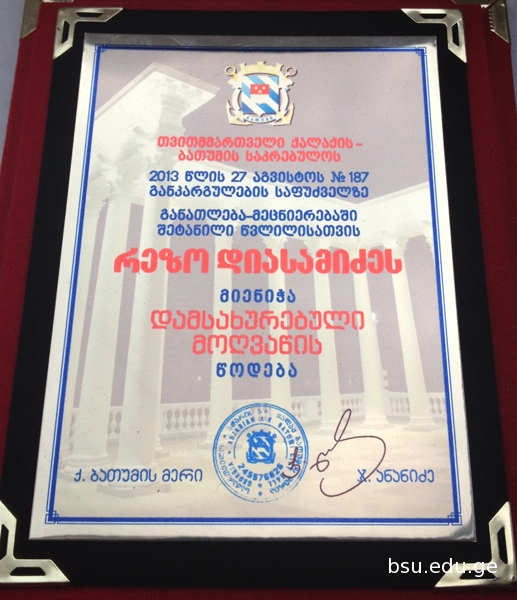 თვითმმართველი ქალაქის -
ბათუმის საკრებულოს
2013 წლის 27 აგვისტოს № 187
განკარგულების საფუძველზე
განათლება-მეცნიერებაში
შეტანილი წვლილისათვის
რეზო დიასამიძეს
მიენიჭა
დამსახურებული
მოღვაწის
წოდება
ქ. ბათუმის მერი
ჯ. ანანიძე
bsu.edu.ge